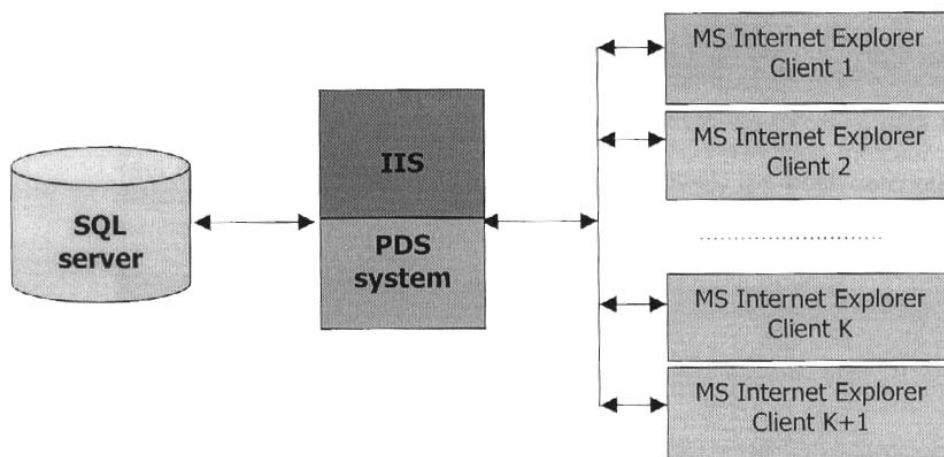 SQL
server
IIS
PDS
system
MS Internet Explorer
Client 1
MS Internet Explorer
Client 2
MS Internet Explorer
Client K
MS Internet Explorer
Client K+1